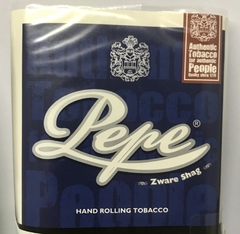 Authentic
Tobacco
for authentic
People
Pepe®
Zware Shag
HAND ROLLING TOBACCO